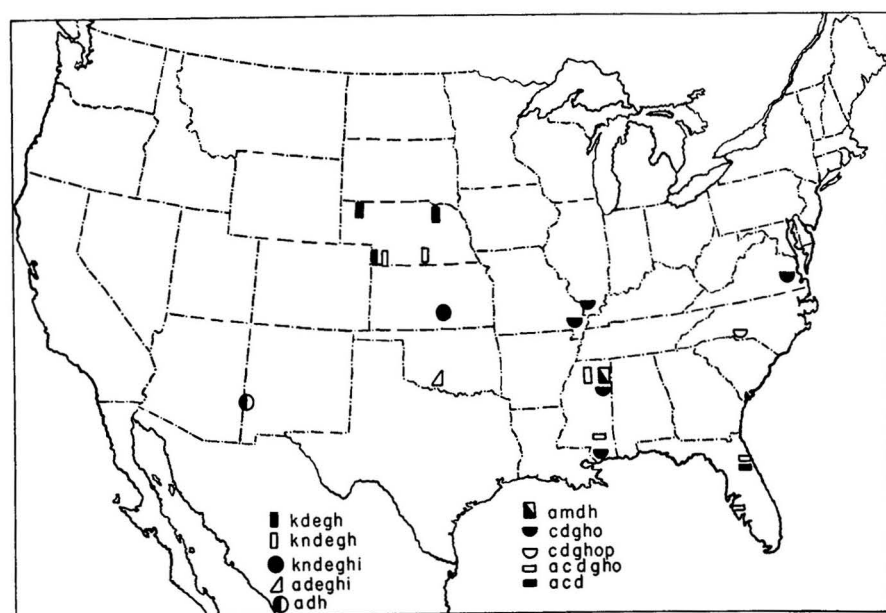 kdegh
kndegh
kndeghi
adeghi
adh
amdh
cdgho
cdghop
acdgho
acd